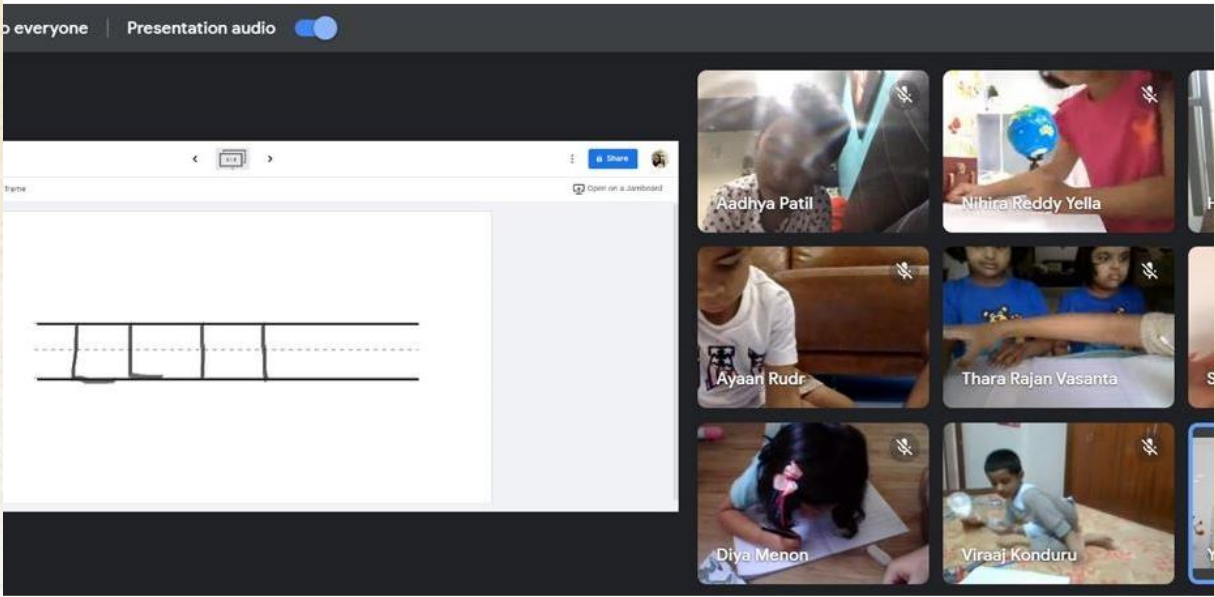 o everyone Presentation audio
Share
frame Open on a Jamboard
L L l l
Aadhya Patil
Nihira Reddy Yella
H
Ayaan Rudr
Thara Rajan Vasanta
S
Diya Menon
Viraaj Konduru
Y